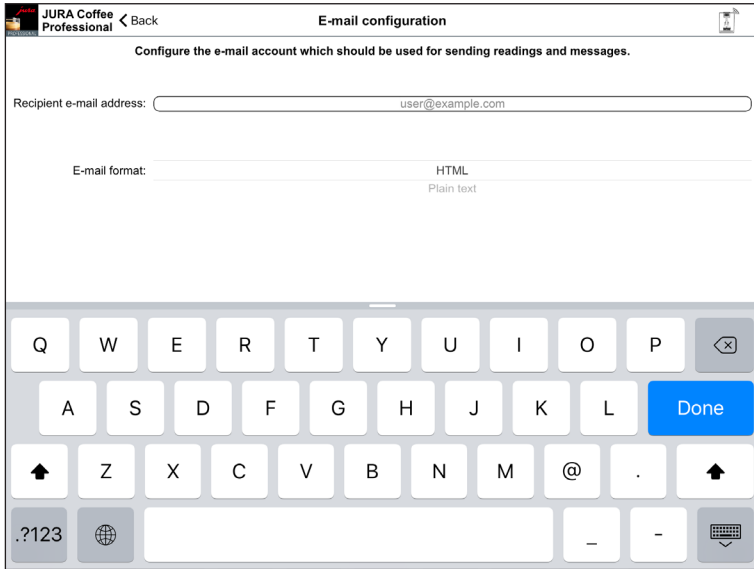 JURA Coffee
Professional
Back
E-mail configuration
Configure the e-mail account which should be used for sending readings and messages.
Recipient e-mail address: user@example.com
E-mail format: HTML
Plain text
Q W E R T Y U I O P
A S D F G H J K L Done
Z X C V B N M @ .
.?123 _ -